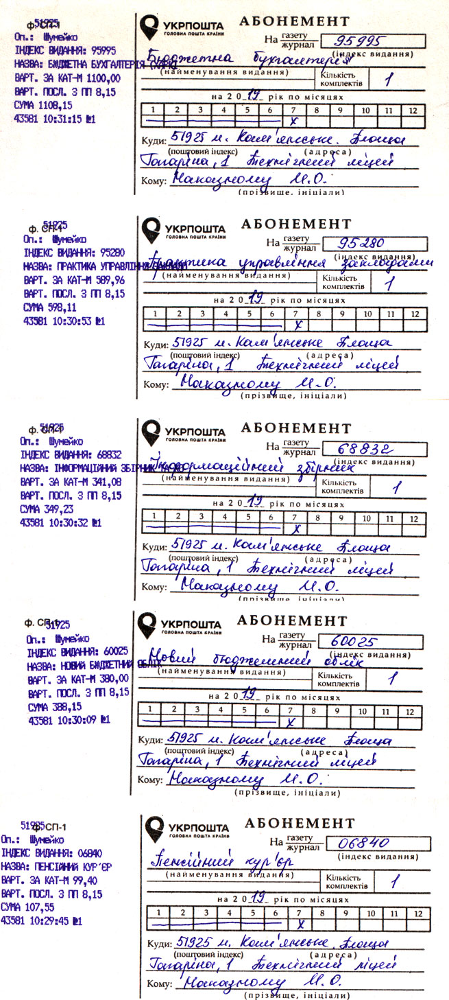 51925
ф. СП-1
Оп.: Шумейко
ІНДЕКС ВИДАННЯ: 95995
НАЗВА: БЮДЖЕТНА БУХГАЛТЕРІЯ
ВАРТ. ЗА КАТ-М 1100,00
ВАРТ. ПОСЛ. З ПП 8,15
СУМА 1108,15
43581 10:31:15 №1
УКРПОШТА
ГОЛОВНА ПОШТА КРАЇНИ
АБОНЕМЕНТ
На газету журнал 95995
(індекс видання)
Бюджетна бухгалтерія
(найменування видання)
Кількість комплектів 1
на 2019 рік по місяцях
1 2 3 4 5 6 7 8 9 10 11 12
x
Куди: 51925 м. Кам'янське. Площа
(поштовий індекс) (адреса)
Гагаріна, 1 Технічний ліцей
Кому: Наказному М.О.
(прізвище, ініціали)
51925
ф. СП-1
Оп.: Шумейко
ІНДЕКС ВИДАННЯ: 95280
НАЗВА: ПРАКТИКА УПРАВЛІННЯ
ВАРТ. ЗА КАТ-М 589,96
ВАРТ. ПОСЛ. З ПП 8,15
СУМА 598,11
43581 10:30:53 №1
УКРПОШТА
ГОЛОВНА ПОШТА КРАЇНИ
АБОНЕМЕНТ
На газету журнал 95280
(індекс видання)
Практика управління закладами
(найменування видання)
Кількість комплектів 1
на 2019 рік по місяцях
1 2 3 4 5 6 7 8 9 10 11 12
x
Куди: 51925 м. Кам'янське Площа
(поштовий індекс) (адреса)
Гагаріна, 1 Технічний ліцей
Кому: Наказному М.О.
(прізвище, ініціали)
51925
ф. СП-1
Оп.: Шумейко
ІНДЕКС ВИДАННЯ: 68832
НАЗВА: ІНФОРМАЦІЙНИЙ ЗБІРНИК
ВАРТ. ЗА КАТ-М 341,08
ВАРТ. ПОСЛ. З ПП 8,15
СУМА 349,23
43581 10:30:32 №1
УКРПОШТА
ГОЛОВНА ПОШТА КРАЇНИ
АБОНЕМЕНТ
На газету журнал 68832
(індекс видання)
Інформаційний збірник
(найменування видання)
Кількість комплектів 1
на 2019 рік по місяцях
1 2 3 4 5 6 7 8 9 10 11 12
x
Куди: 51925 м. Кам'янське Площа
(поштовий індекс) (адреса)
Гагаріна, 1 Технічний ліцей
Кому: Наказному М.О.
(прізвище, ініціали)
51925
ф. СП-1
Оп.: Шумейко
ІНДЕКС ВИДАННЯ: 60025
НАЗВА: НОВИЙ БЮДЖЕТНИЙ ОБЛІК
ВАРТ. ЗА КАТ-М 380,00
ВАРТ. ПОСЛ. З ПП 8,15
СУМА 388,15
43581 10:30:09 №1
УКРПОШТА
ГОЛОВНА ПОШТА КРАЇНИ
АБОНЕМЕНТ
На газету журнал 60025
(індекс видання)
Новий бюджетний облік
(найменування видання)
Кількість комплектів 1
на 2019 рік по місяцях
1 2 3 4 5 6 7 8 9 10 11 12
x
Куди: 51925 м. Кам'янське Площа
(поштовий індекс) (адреса)
Гагаріна, 1 Технічний ліцей
Кому: Наказному М.О.
(прізвище, ініціали)
51925
ф. СП-1
Оп.: Шумейко
ІНДЕКС ВИДАННЯ: 06840
НАЗВА: ПЕНСІЙНИЙ КУР'ЄР
ВАРТ. ЗА КАТ-М 99,40
ВАРТ. ПОСЛ. З ПП 8,15
СУМА 107,55
43581 10:29:45 №1
УКРПОШТА
ГОЛОВНА ПОШТА КРАЇНИ
АБОНЕМЕНТ
На газету журнал 06840
(індекс видання)
Пенсійний кур'єр
(найменування видання)
Кількість комплектів 1
на 2019 рік по місяцях
1 2 3 4 5 6 7 8 9 10 11 12
x
Куди: 51925 м. Кам'янське, Площа
(поштовий індекс) (адреса)
Гагаріна, 1 Технічний ліцей
Кому: Наказному М.О.
(прізвище, ініціали)